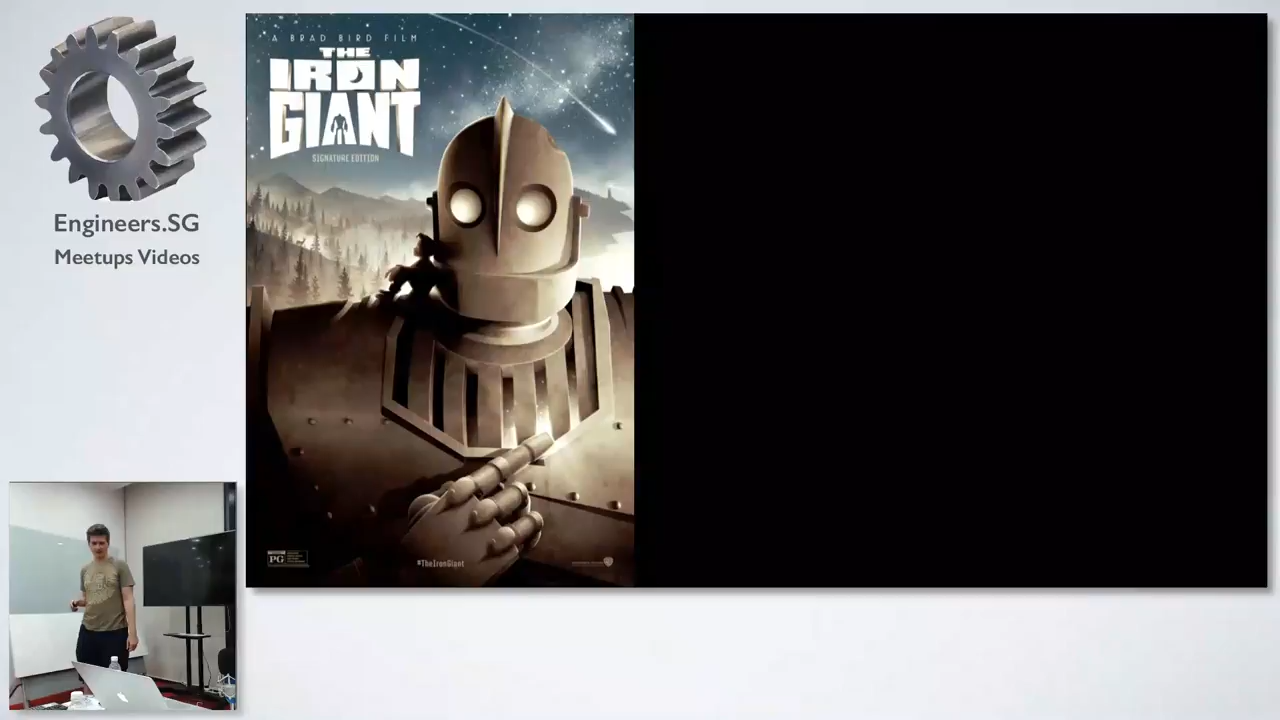 Engineers.SG
Meetups Videos
A BRAD BIRD FILM
THE
IRON
GIANT
SIGNATURE EDITION
PG
#TheIronGiant